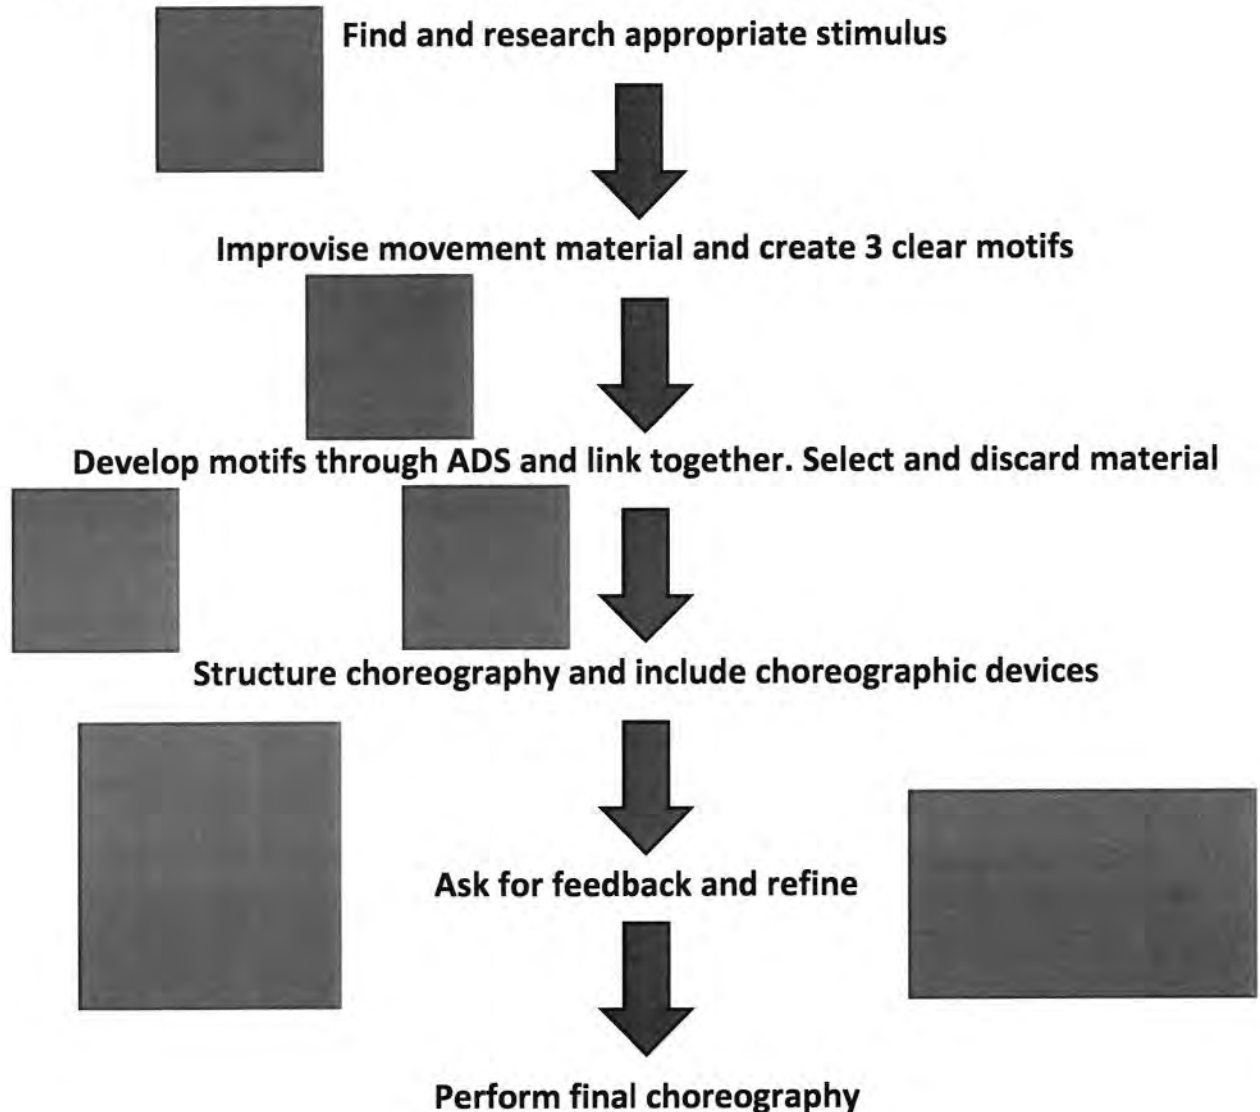 Find and research appropriate stimulus
Improvise movement material and create 3 clear motifs
Develop motifs through ADS and link together. Select and discard material
Structure choreography and include choreographic devices
Ask for feedback and refine
Perform final choreography